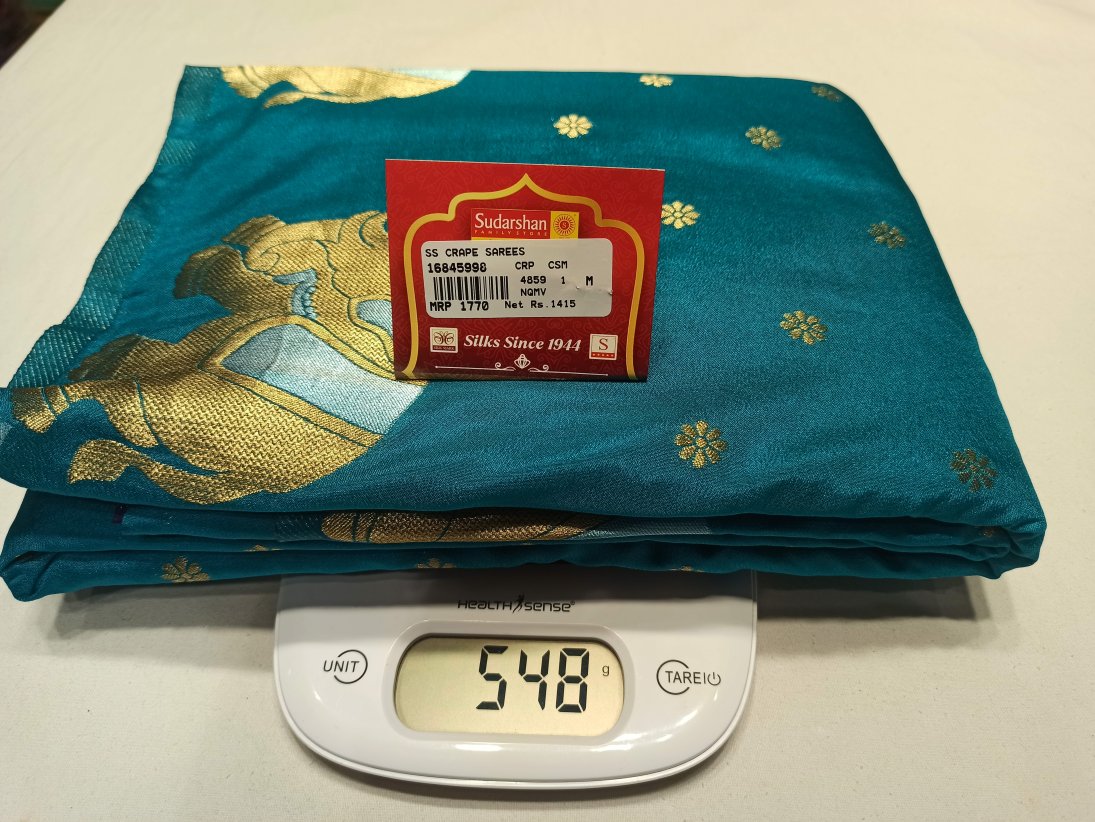 Sudarshan
FAMILY STORE
SS CRAPE SAREES
16845998 CRP CSM
4859 1 M
NQMV
MRP 1770 Net Rs.1415
Silks Since 1944
S
HEALTH SENSE®
UNIT
548 g
TARE